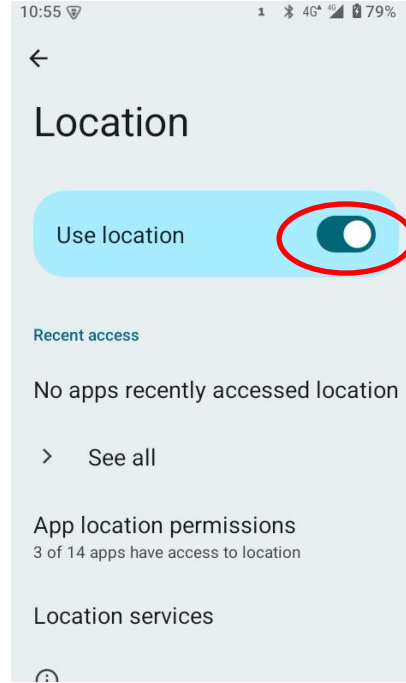 10:55 1 4G 4G 79%
Location
Use location
Recent access
No apps recently accessed location
See all
App location permissions
3 of 14 apps have access to location
Location services